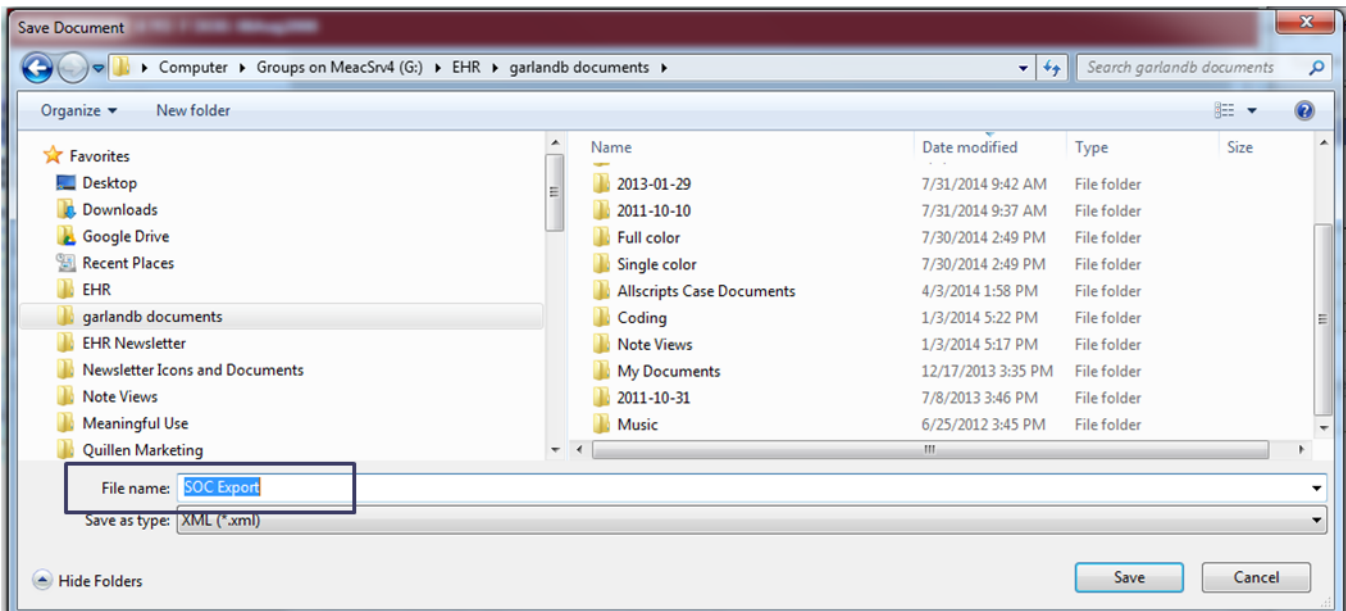 Save Document
Computer Groups on MeacSrv4 (G:) EHR garlandb documents
Search garlandb documents
Organize New folder
Name Date modified Type Size
Favorites
Desktop
Downloads
Google Drive
Recent Places
EHR
garlandb documents
EHR Newsletter
Newsletter Icons and Documents
Note Views
Meaningful Use
Quillen Marketing
2013-01-29 7/31/2014 9:42 AM File folder
2011-10-10 7/31/2014 9:37 AM File folder
Full color 7/30/2014 2:49 PM File folder
Single color 7/30/2014 2:49 PM File folder
Allscripts Case Documents 4/3/2014 1:58 PM File folder
Coding 1/3/2014 5:22 PM File folder
Note Views 1/3/2014 5:17 PM File folder
My Documents 12/17/2013 3:35 PM File folder
2011-10-31 7/8/2013 3:46 PM File folder
Music 6/25/2012 3:45 PM File folder
File name: SOC Export
Save as type: XML (*.xml)
Hide Folders
Save Cancel